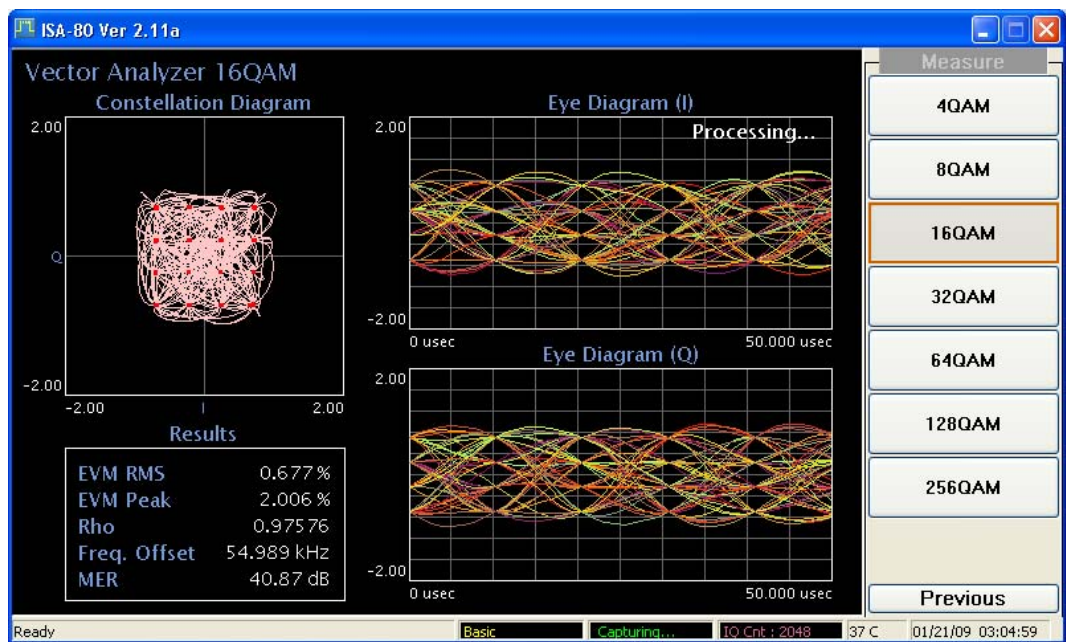 ISA-80 Ver 2.11a
Vector Analyzer 16QAM
Constellation Diagram
2.00
Q
-2.00
-2.00
I
2.00
Results
EVM RMS 0.677 %
EVM Peak 2.006 %
Rho 0.97576
Freq. Offset 54.989 kHz
MER 40.87 dB
Eye Diagram (I)
2.00
Processing...
-2.00
0 usec
50.000 usec
Eye Diagram (Q)
2.00
-2.00
0 usec
50.000 usec
Measure
4QAM
8QAM
16QAM
32QAM
64QAM
128QAM
256QAM
Previous
Ready
Basic
Capturing...
IQ Cnt : 2048
37 C
01/21/09 03:04:59